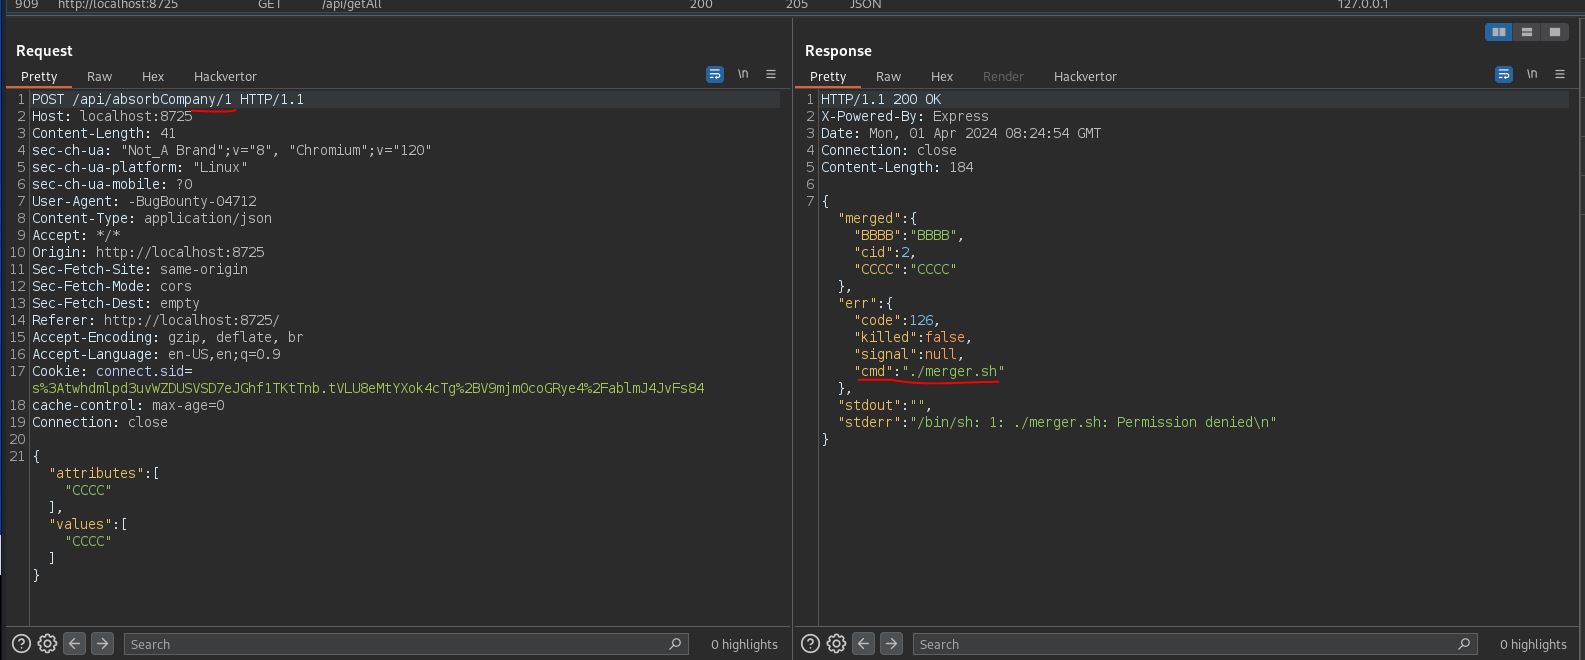 909 http://localhost:8725 GET /api/getAll 200 205 JSON 127.0.0.1
Request
Pretty Raw Hex Hackvertor \n
1 POST /api/absorbCompany/1 HTTP/1.1
2 Host: localhost:8725
3 Content-Length: 41
4 sec-ch-ua: "Not_A Brand";v="8", "Chromium";v="120"
5 sec-ch-ua-platform: "Linux"
6 sec-ch-ua-mobile: ?0
7 User-Agent: -BugBounty-04712
8 Content-Type: application/json
9 Accept: */*
10 Origin: http://localhost:8725
11 Sec-Fetch-Site: same-origin
12 Sec-Fetch-Mode: cors
13 Sec-Fetch-Dest: empty
14 Referer: http://localhost:8725/
15 Accept-Encoding: gzip, deflate, br
16 Accept-Language: en-US,en;q=0.9
17 Cookie: connect.sid=
s%3Atwhdmlpd3uvWZDUSVSD7eJGhf1TKtTnb.tVLU8eMtYXok4cTg%2BV9mjmOcoGRye4%2FablmJ4JvFs84
18 cache-control: max-age=0
19 Connection: close
20
21 {
"attributes":[
"CCCC"
],
"values":[
"CCCC"
]
}
Search 0 highlights
Response
Pretty Raw Hex Render Hackvertor \n
1 HTTP/1.1 200 OK
2 X-Powered-By: Express
3 Date: Mon, 01 Apr 2024 08:24:54 GMT
4 Connection: close
5 Content-Length: 184
6
7 {
"merged":{
"BBBB":"BBBB",
"cid":2,
"CCCC":"CCCC"
},
"err":{
"code":126,
"killed":false,
"signal":null,
"cmd":"./merger.sh"
},
"stdout":"",
"stderr":"/bin/sh: 1: ./merger.sh: Permission denied\n"
}
Search 0 highlights